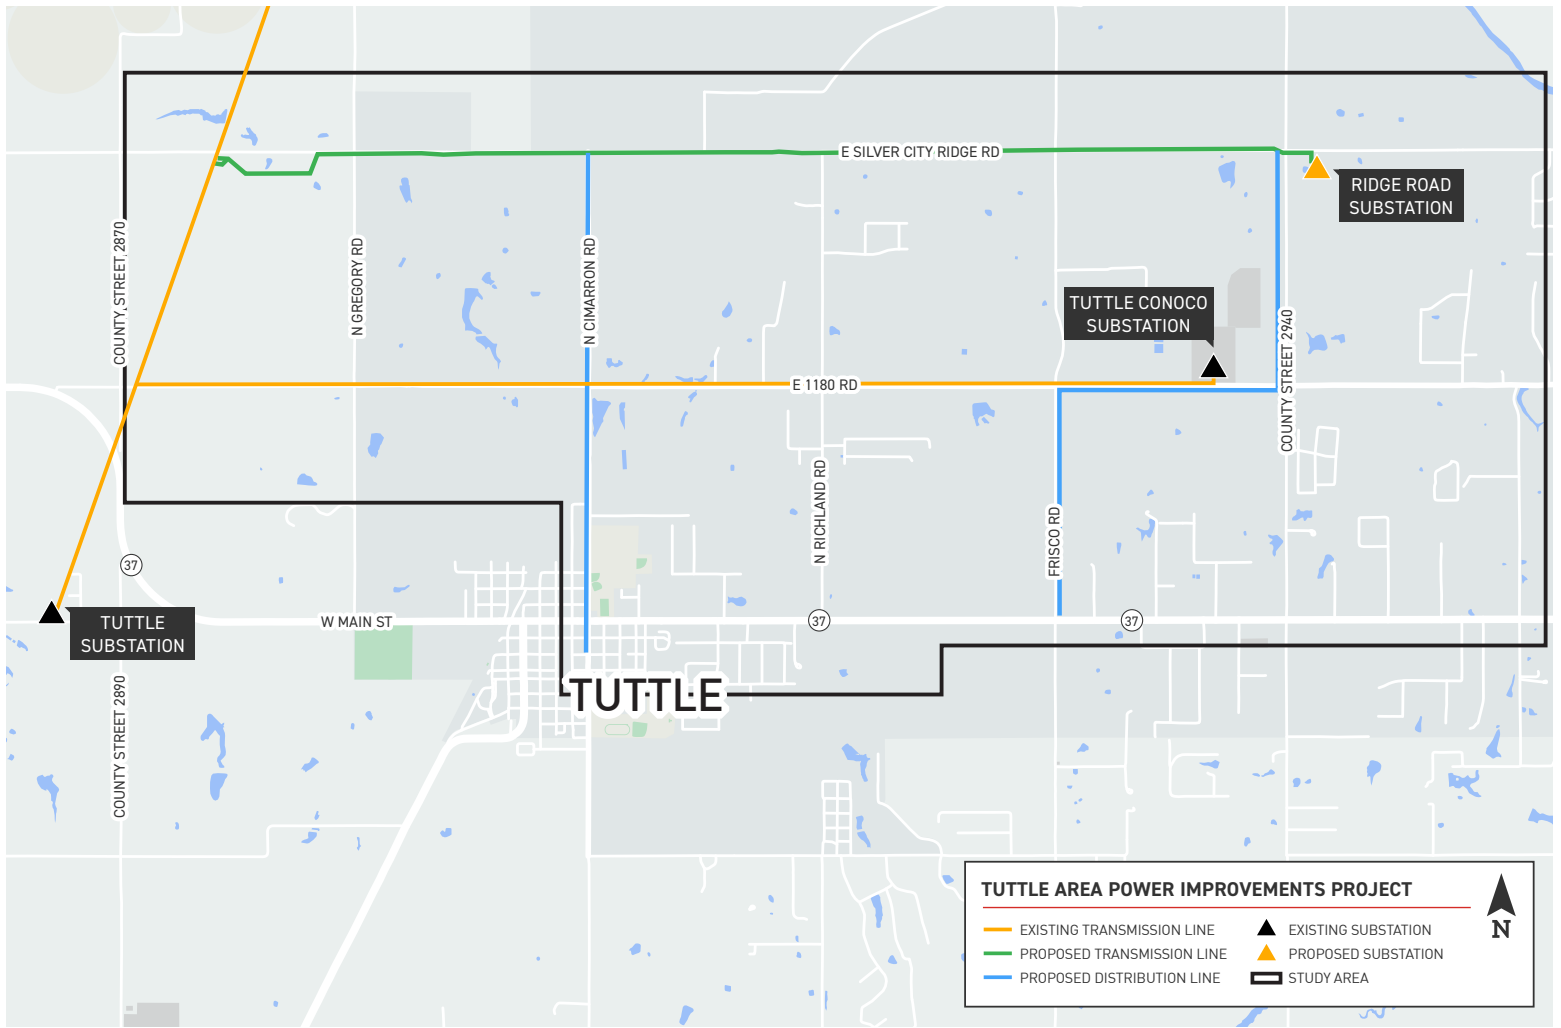 E SILVER CITY RIDGE RD
RIDGE ROAD
SUBSTATION
COUNTY STREET 2870
N GREGORY RD
N CIMARRON RD
TUTTLE CONOCO
SUBSTATION
COUNTY STREET 2940
E 1180 RD
N RICHLAND RD
FRISCO RD
37
TUTTLE
SUBSTATION
W MAIN ST
37
37
TUTTLE
COUNTY STREET 2890
TUTTLE AREA POWER IMPROVEMENTS PROJECT
EXISTING TRANSMISSION LINE
PROPOSED TRANSMISSION LINE
PROPOSED DISTRIBUTION LINE
EXISTING SUBSTATION
PROPOSED SUBSTATION
STUDY AREA
N